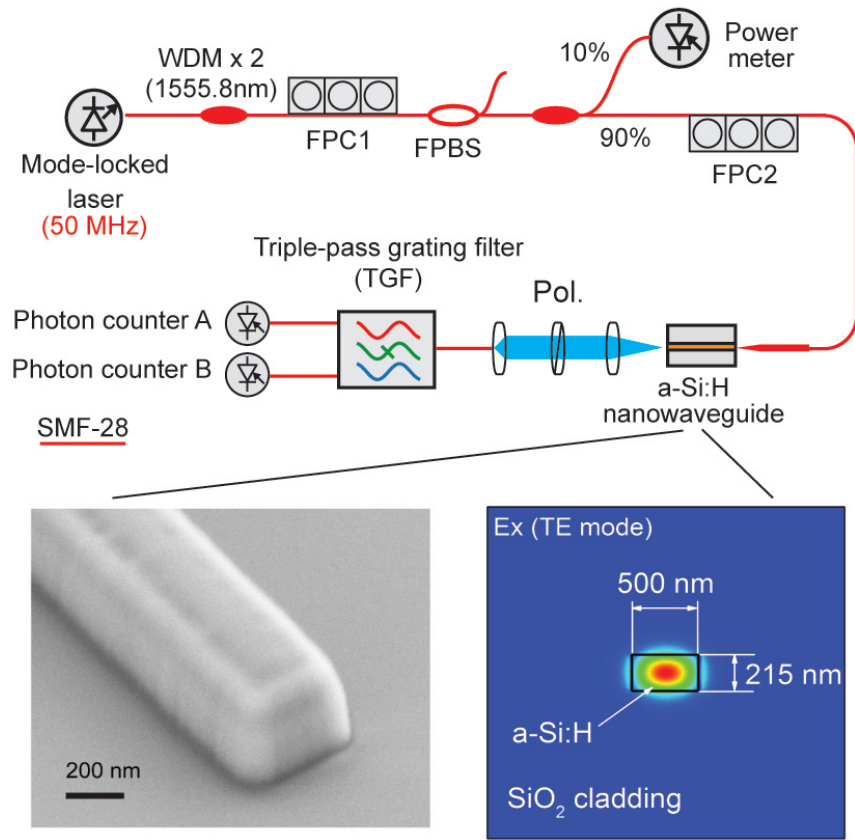 WDM x 2
(1555.8nm)
10%
Power
meter
FPC1
FPBS
90%
FPC2
Mode-locked
laser
(50 MHz)
Triple-pass grating filter
(TGF)
Pol.
Photon counter A
Photon counter B
a-Si:H
nanowaveguide
SMF-28
Ex (TE mode)
500 nm
215 nm
a-Si:H
200 nm
SiO₂ cladding